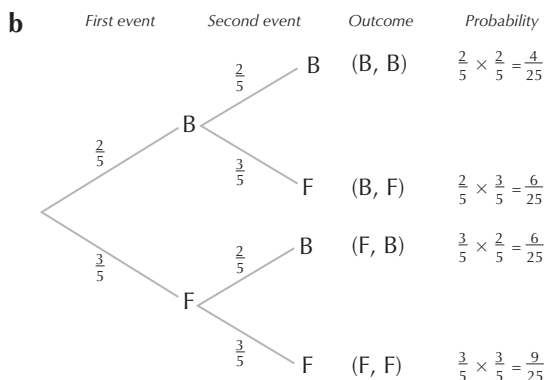 b First event Second event Outcome Probability
2/5 B (B, B) 2/5 × 2/5 = 4/25
B
2/5
3/5 F (B, F) 2/5 × 3/5 = 6/25
2/5 B (F, B) 3/5 × 2/5 = 6/25
3/5
F
3/5 F (F, F) 3/5 × 3/5 = 9/25